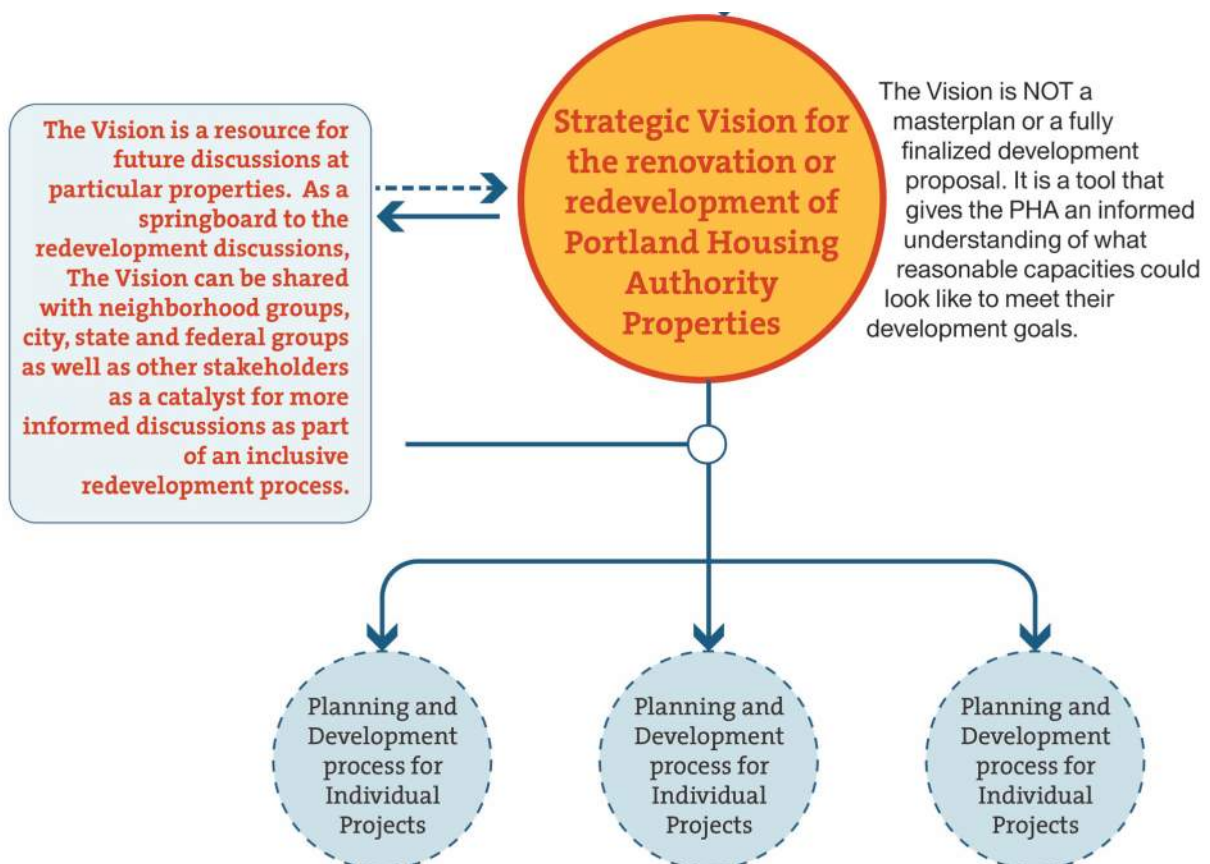 The Vision is a resource for
future discussions at
particular properties.  As a
springboard to the
redevelopment discussions,
The Vision can be shared
with neighborhood groups,
city, state and federal groups
as well as other stakeholders
as a catalyst for more
informed discussions as part
of an inclusive
redevelopment process.
Strategic Vision for
the renovation or
redevelopment of
Portland Housing
Authority
Properties
The Vision is NOT a
masterplan or a fully
finalized development
proposal. It is a tool that
gives the PHA an informed
understanding of what
reasonable capacities could
look like to meet their
development goals.
Planning and
Development
process for
Individual
Projects
Planning and
Development
process for
Individual
Projects
Planning and
Development
process for
Individual
Projects